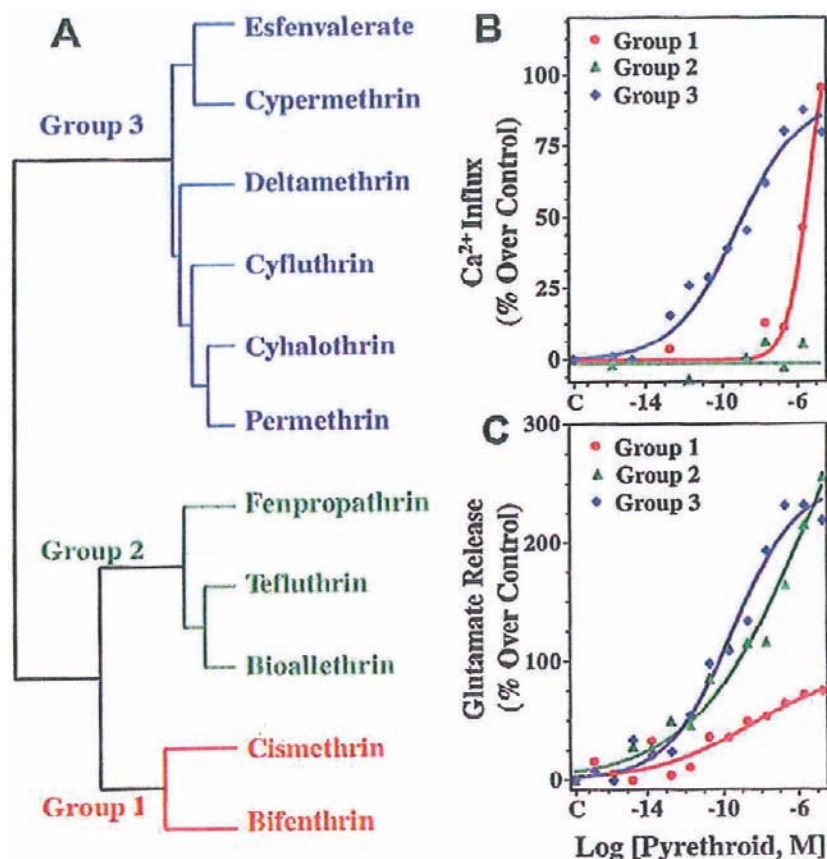 A
Esfenvalerate
Cypermethrin
Group 3
Deltamethrin
Cyfluthrin
Cyhalothrin
Permethrin
Fenpropathrin
Group 2
Tefluthrin
Bioallethrin
Cismethrin
Group 1
Bifenthrin
B
Group 1
Group 2
Group 3
100
75
50
25
0
Ca²⁺ Influx
(% Over Control)
C -14 -10 -6
C
Group 1
Group 2
Group 3
300
200
100
0
Glutamate Release
(% Over Control)
C -14 -10 -6
Log [Pyrethroid, M]